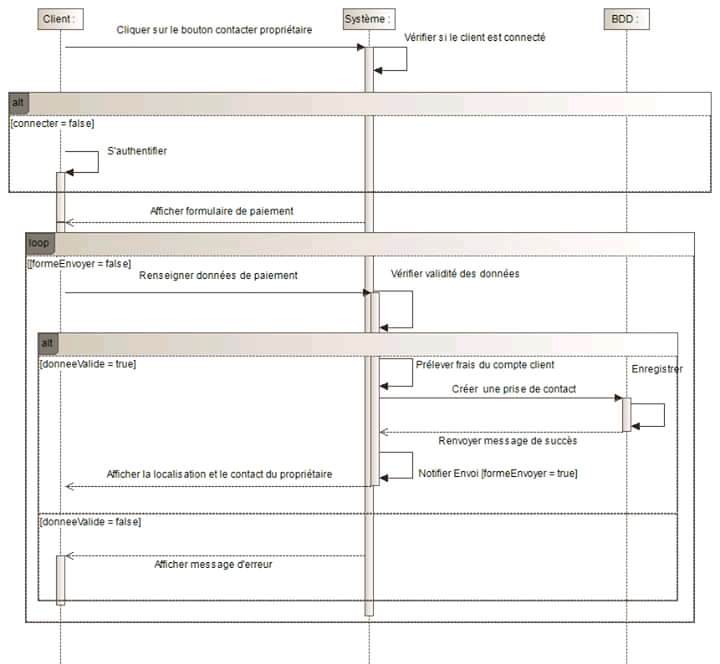 Client :
Système :
BDD :
Cliquer sur le bouton contacter propriétaire
Vérifier si le client est connecté
alt
[connecter = false]
S'authentifier
Afficher formulaire de paiement
loop
[[formeEnvoyer = false]
Renseigner données de paiement
Vérifier validité des données
alt
[donneeValide = true]
Prélever frais du compte client
Enregistrer
Créer une prise de contact
Renvoyer message de succès
Afficher la localisation et le contact du propriétaire
Notifier Envoi [formeEnvoyer = true]
[donneeValide = false]
Afficher message d'erreur